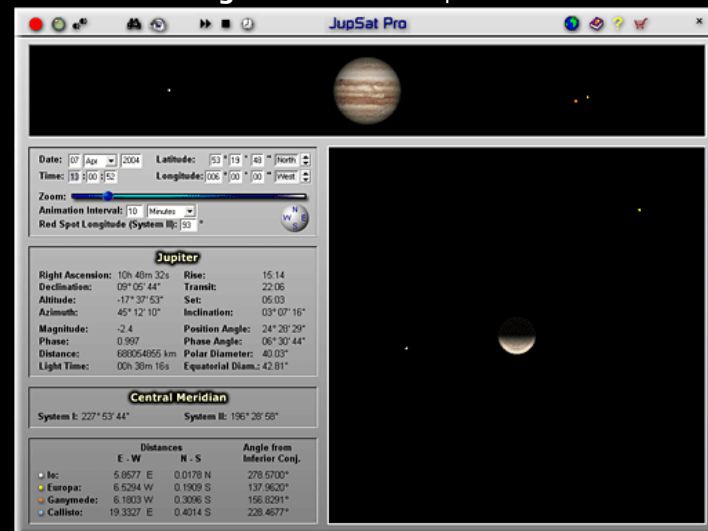 JupSat Pro
Date: 07 Apr 2004 Latitude: 53 ° 19 ' 48 " North
Time: 13 : 00 : 52 Longitude: 006 ° 00 ' 00 " West
Zoom:
Animation Interval: 10 Minutes
Red Spot Longitude (System II): 93 °
N
W E
S
Jupiter
Right Ascension: 10h 48m 32s Rise: 15:14
Declination: 09° 05' 44" Transit: 22:06
Altitude: -17° 37' 53" Set: 05:03
Azimuth: 45° 12' 10" Inclination: 03° 07' 16"
Magnitude: -2.4 Position Angle: 24° 28' 29"
Phase: 0.997 Phase Angle: 06° 30' 44"
Distance: 688054855 km Polar Diameter: 40.03"
Light Time: 00h 38m 16s Equatorial Diam.: 42.81"
Central Meridian
System I: 227° 53' 44" System II: 196° 28' 58"
Distances Angle from
E - W N - S Inferior Conj.
Io: 5.8577 E 0.0178 N 278.5700°
Europa: 6.5294 W 0.1909 S 137.9620°
Ganymede: 6.1803 W 0.3096 S 156.8291°
Callisto: 19.3327 E 0.4014 S 228.4677°